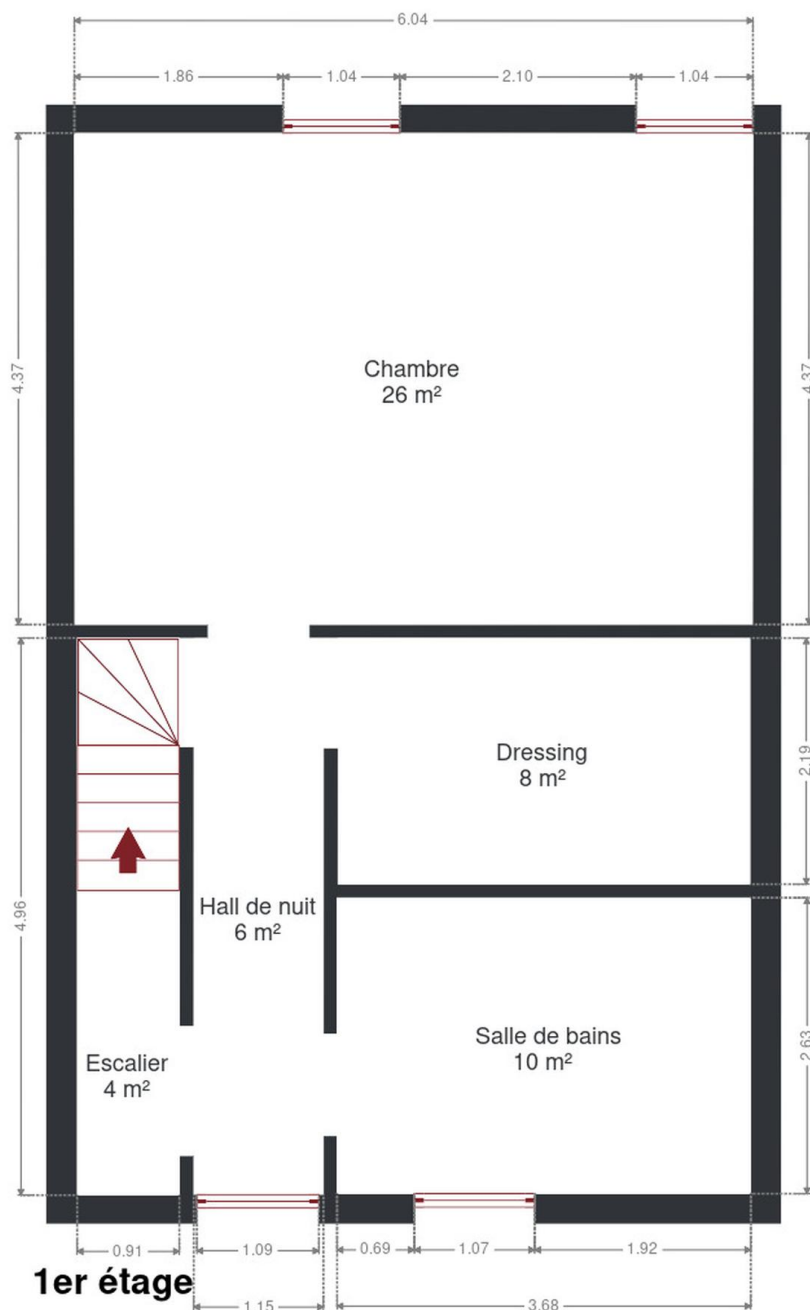 6.04
1.86
1.04
2.10
1.04
4.37
4.37
Chambre
26 m²
Dressing
8 m²
2.19
4.96
Hall de nuit
6 m²
Salle de bains
10 m²
2.63
Escalier
4 m²
0.91
1.09
0.69
1.07
1.92
1er étage
1.15
3.68